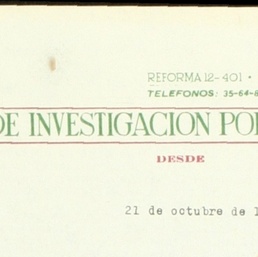 REFORMA 12-401 •
TELEFONOS: 35-64-8
DE INVESTIGACION PO
DESDE
21 de octubre de 1